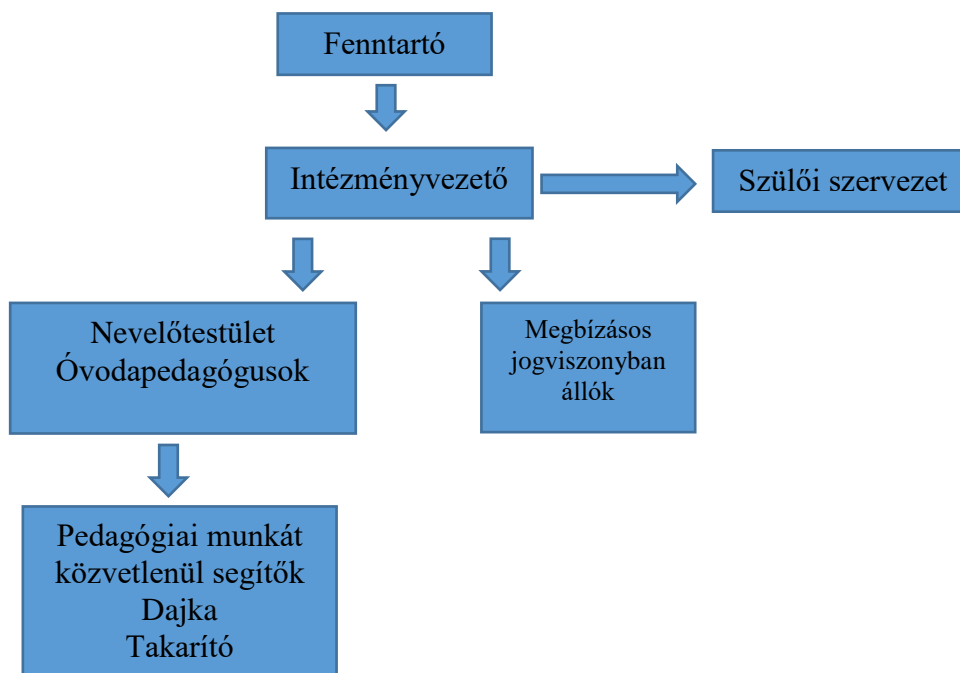 Fenntartó
Intézményvezető
Szülői szervezet
Nevelőtestület
Óvodapedagógusok
Megbízásos
jogviszonyban
állók
Pedagógiai munkát
közvetlenül segítők
Dajka
Takarító